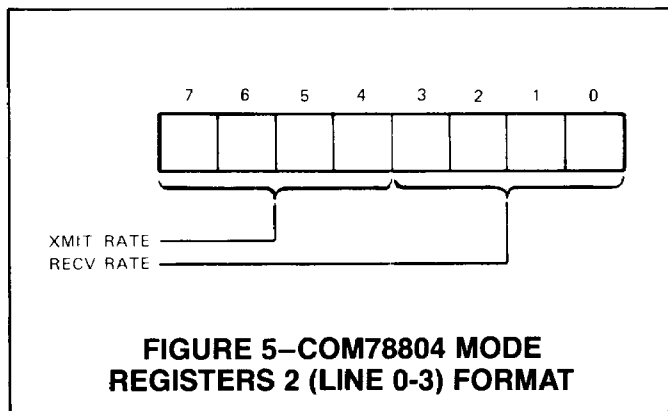 7 6 5 4 3 2 1 0
XMIT RATE
RECV RATE
FIGURE 5–COM78804 MODE
REGISTERS 2 (LINE 0-3) FORMAT